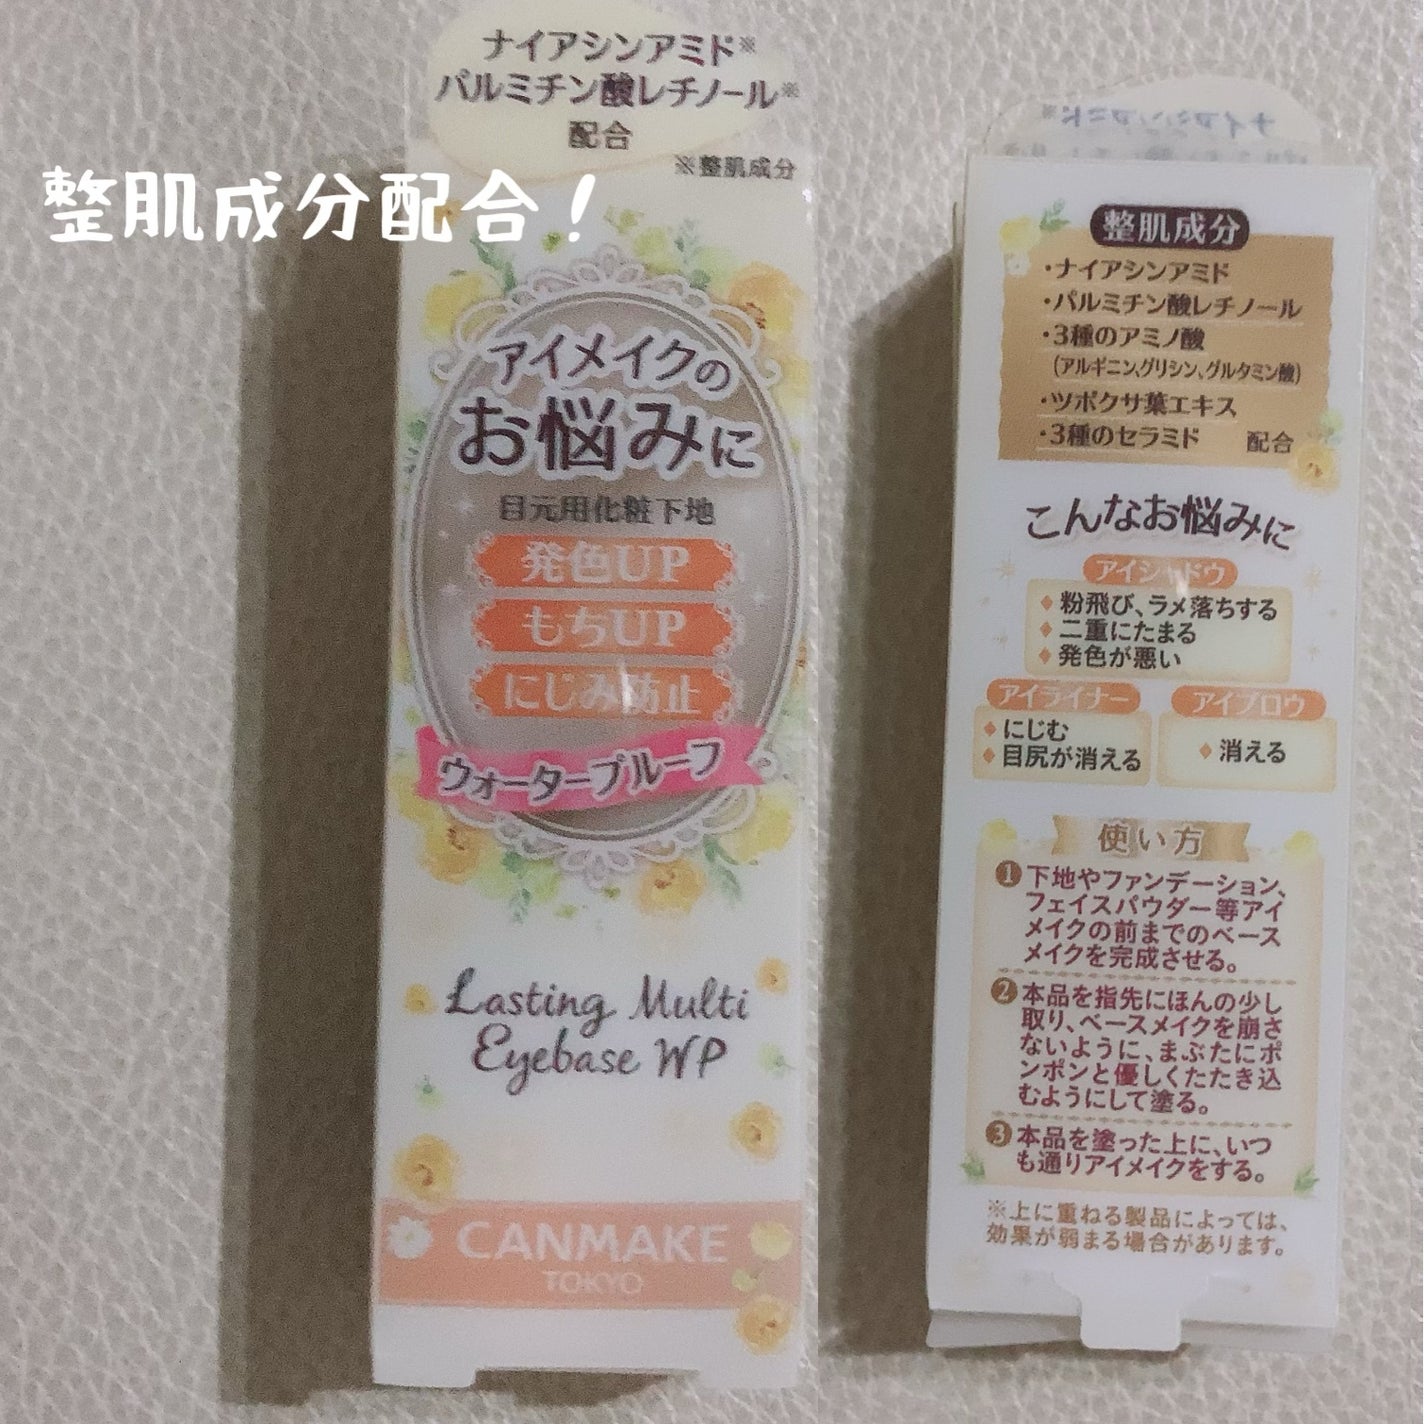 ナイアシンアミド※
パルミチン酸レチノール※
配合
※整肌成分
整肌成分配合！
アイメイクの
お悩みに
目元用化粧下地
発色UP
もちUP
にじみ防止
ウォータープルーフ
Lasting Multi
Eyebase WP
CANMAKE
TOKYO
整肌成分
・ナイアシンアミド
・パルミチン酸レチノール
・3種のアミノ酸
(アルギニン、グリシン、グルタミン酸)
・ツボクサ葉エキス
・3種のセラミド 配合
こんなお悩みに
アイシャドウ
◆粉飛び、ラメ落ちする
◆二重にたまる
◆発色が悪い
アイライナー
◆にじむ
◆目尻が消える
アイブロウ
◆消える
使い方
❶下地やファンデーション、
フェイスパウダー等アイ
メイクの前までのベース
メイクを完成させる。
❷本品を指先にほんの少し
取り、ベースメイクを崩さ
ないように、まぶたにポ
ンポンと優しくたたき込
むようにして塗る。
❸本品を塗った上に、いつ
も通りアイメイクをする。
※上に重ねる製品によっては、
効果が弱まる場合があります。